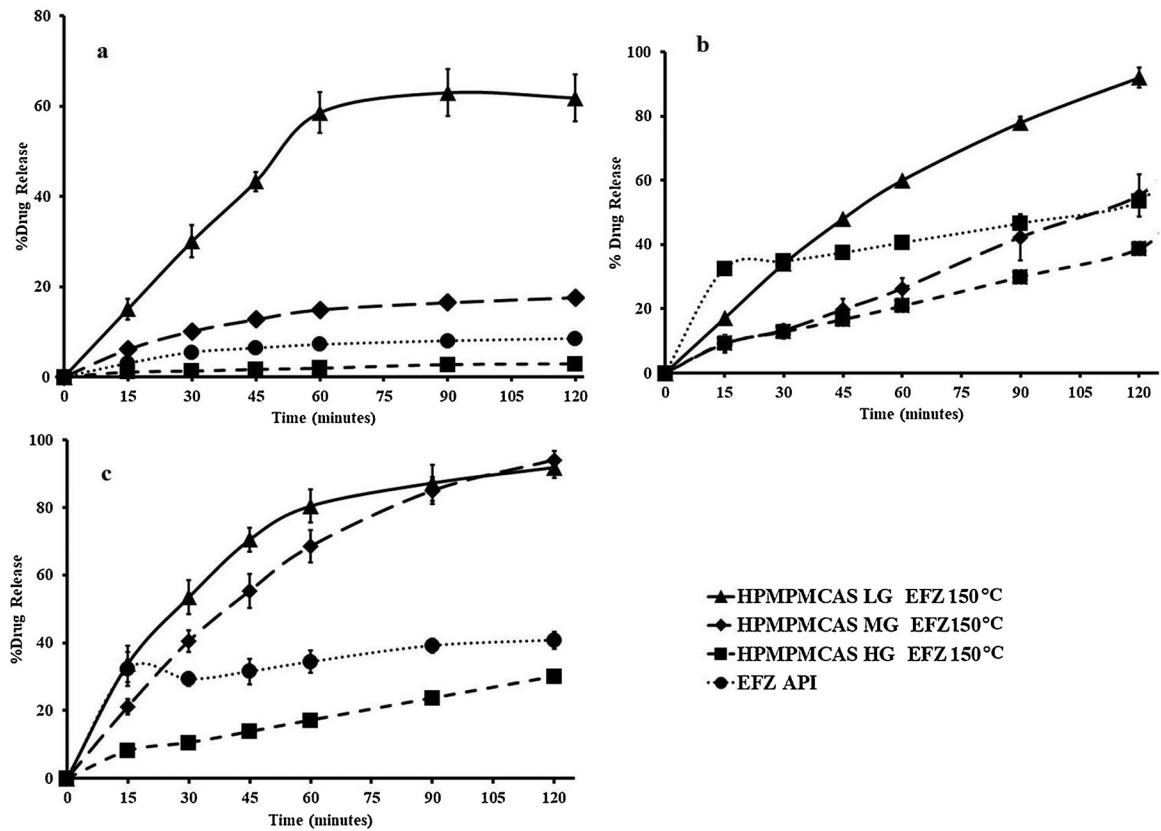 a
80
60
40
20
0
%Drug Release
0 15 30 45 60 75 90 105 120
Time (minutes)
b
100
80
60
40
20
0
% Drug Release
0 15 30 45 60 75 90 105 120
Time (minutes)
c
100
80
60
40
20
0
%Drug Release
0 15 30 45 60 75 90 105 120
Time (minutes)
HPMPMCAS LG EFZ 150°C
HPMPMCAS MG EFZ150°C
HPMPMCAS HG EFZ 150°C
EFZ API